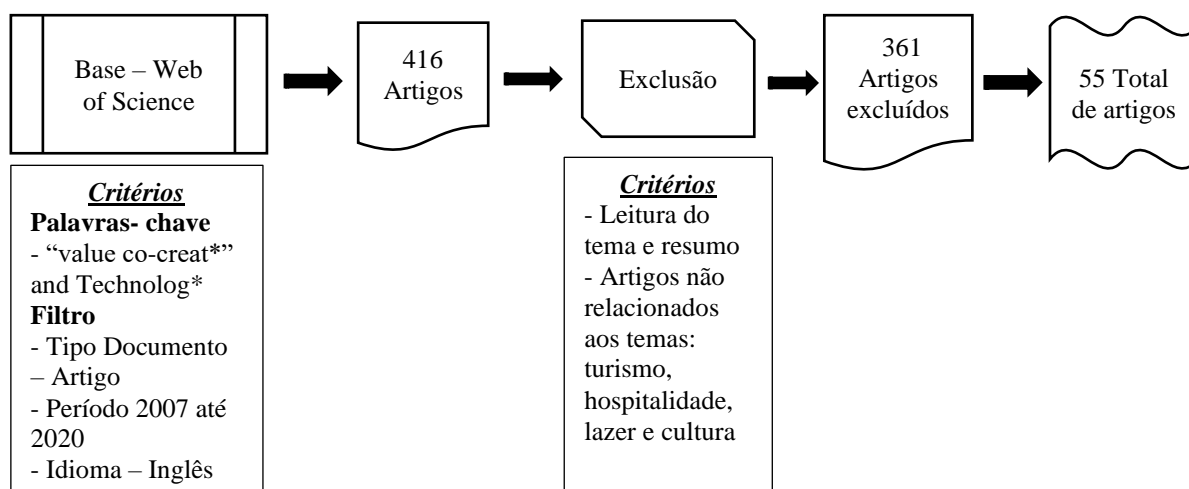 Base – Web
of Science
416
Artigos
Exclusão
361
Artigos
excluídos
55 Total
de artigos
Critérios
Palavras- chave
- “value co-creat*”
and Technolog*
Filtro
- Tipo Documento
– Artigo
- Período 2007 até
2020
- Idioma – Inglês
Critérios
- Leitura do
tema e resumo
- Artigos não
relacionados
aos temas:
turismo,
hospitalidade,
lazer e cultura